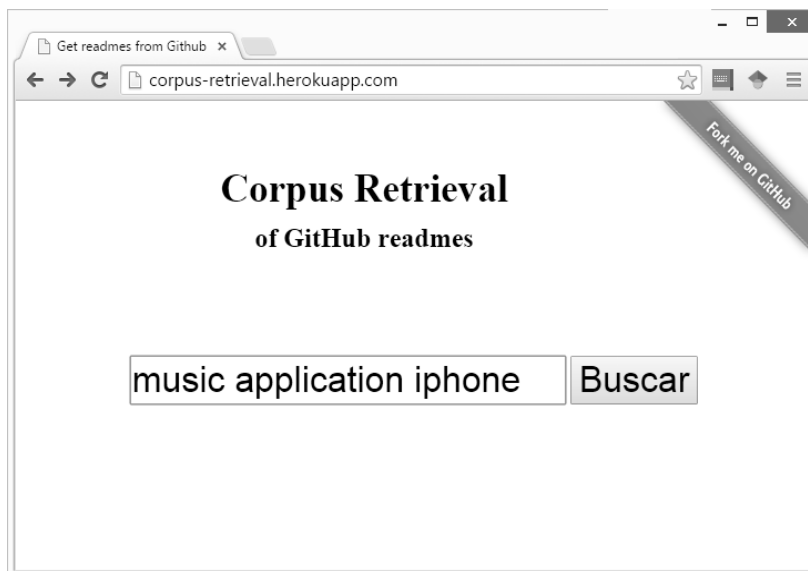 Get readmes from Github
corpus-retrieval.herokuapp.com
Fork me on GitHub
Corpus Retrieval
of GitHub readmes
music application iphone Buscar